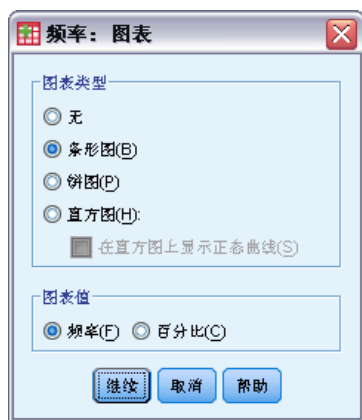 频率：图表
图表类型
无
条形图(B)
饼图(P)
直方图(H):
在直方图上显示正态曲线(S)
图表值
频率(F) 百分比(C)
继续 取消 帮助